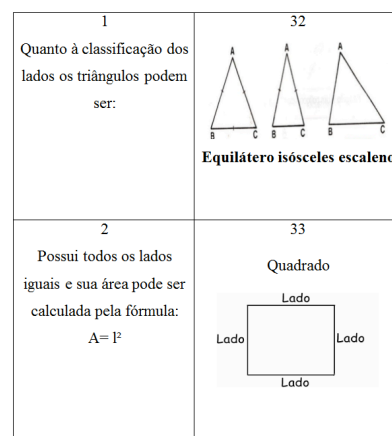 1
Quanto à classificação dos
lados os triângulos podem
ser:
32
A
A
A
B
C
B
C
B
C
Equilátero isósceles escaleno
2
Possui todos os lados
iguais e sua área pode ser
calculada pela fórmula:
A= l²
33
Quadrado
Lado
Lado
Lado
Lado